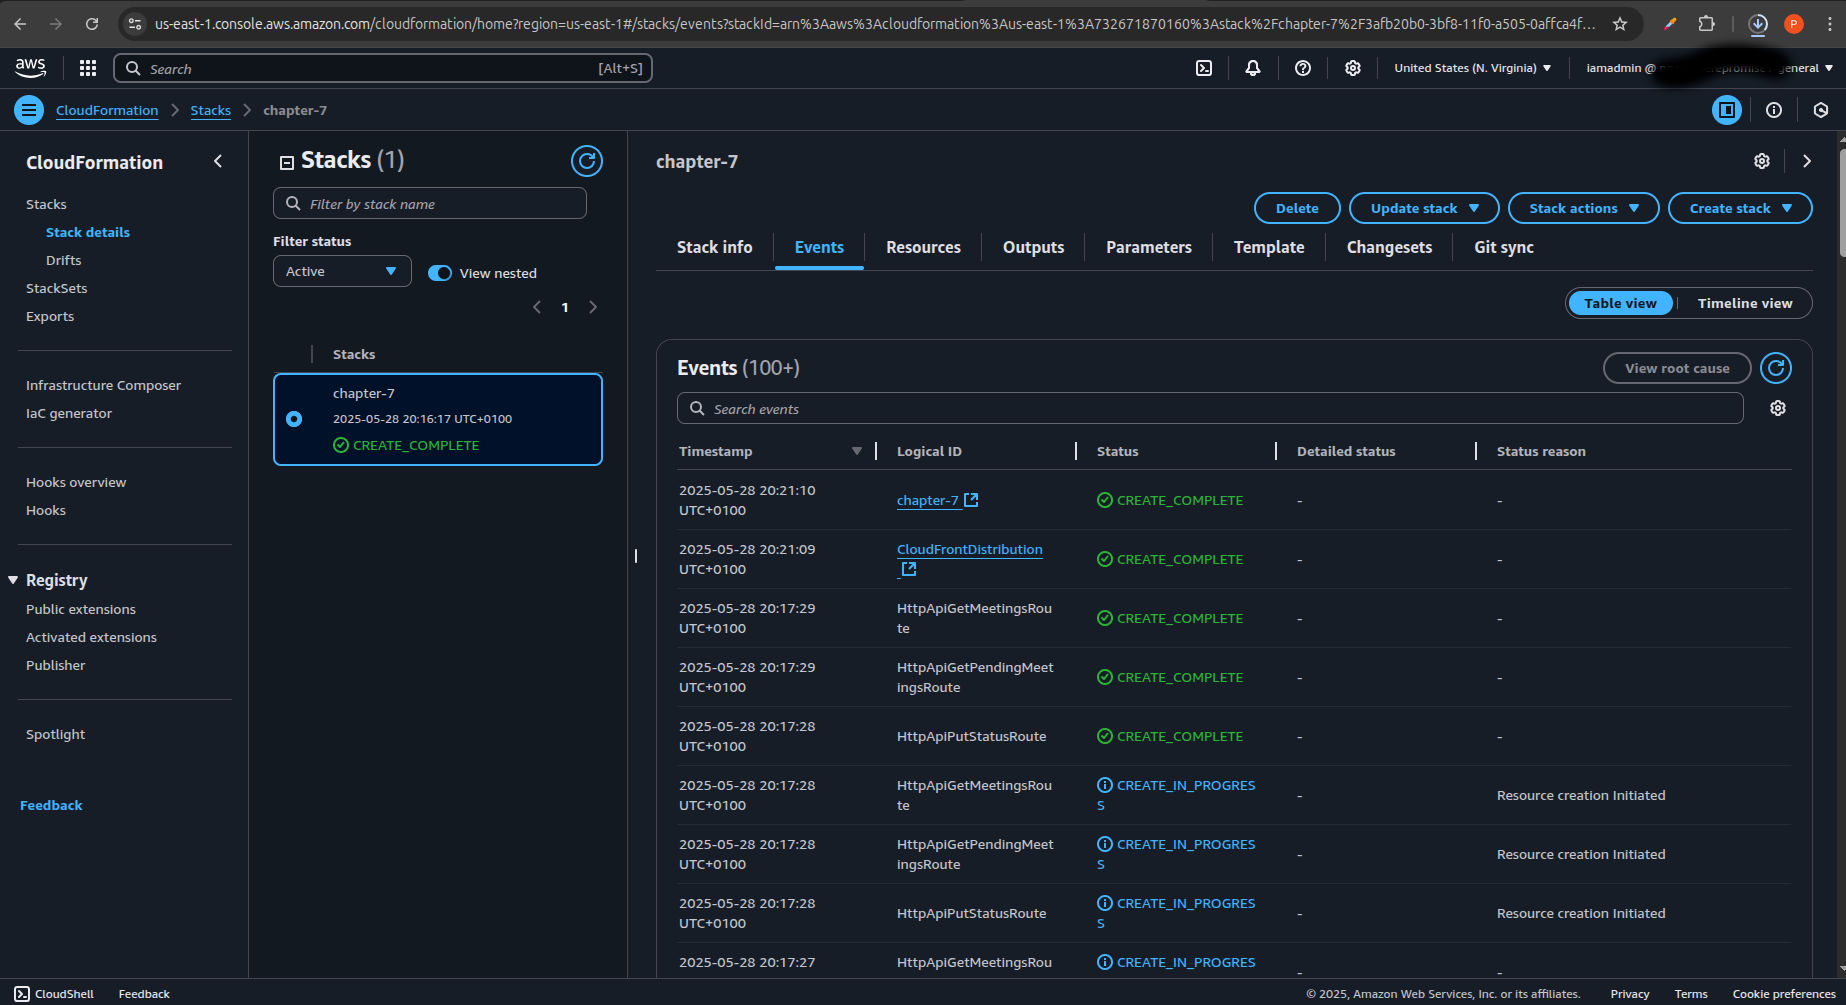 us-east-1.console.aws.amazon.com/cloudformation/home?region=us-east-1#/stacks/events?stackId=arn%3Aaws%3Acloudformation%3Aus-east-1%3A732671870160%3Astack%2Fchapter-7%2F3afb20b0-3bf8-11f0-a505-0affca4f...
P
aws
Search
[Alt+S]
United States (N. Virginia)
iamadmin @
general
CloudFormation
Stacks
chapter-7
CloudFormation
Stacks
Stack details
Drifts
StackSets
Exports
Infrastructure Composer
IaC generator
Hooks overview
Hooks
Registry
Public extensions
Activated extensions
Publisher
Spotlight
Feedback
Stacks (1)
Filter by stack name
Filter status
Active
View nested
1
Stacks
chapter-7
2025-05-28 20:16:17 UTC+0100
CREATE_COMPLETE
chapter-7
Delete
Update stack
Stack actions
Create stack
Stack info
Events
Resources
Outputs
Parameters
Template
Changesets
Git sync
Table view
Timeline view
Events (100+)
View root cause
Search events
Timestamp
Logical ID
Status
Detailed status
Status reason
2025-05-28 20:21:10
UTC+0100
chapter-7
CREATE_COMPLETE
-
-
2025-05-28 20:21:09
UTC+0100
CloudFrontDistribution
CREATE_COMPLETE
-
-
2025-05-28 20:17:29
UTC+0100
HttpApiGetMeetingsRou
te
CREATE_COMPLETE
-
-
2025-05-28 20:17:29
UTC+0100
HttpApiGetPendingMeet
ingsRoute
CREATE_COMPLETE
-
-
2025-05-28 20:17:28
UTC+0100
HttpApiPutStatusRoute
CREATE_COMPLETE
-
-
2025-05-28 20:17:28
UTC+0100
HttpApiGetMeetingsRou
te
CREATE_IN_PROGRES
S
-
Resource creation Initiated
2025-05-28 20:17:28
UTC+0100
HttpApiGetPendingMeet
ingsRoute
CREATE_IN_PROGRES
S
-
Resource creation Initiated
2025-05-28 20:17:28
UTC+0100
HttpApiPutStatusRoute
CREATE_IN_PROGRES
S
-
Resource creation Initiated
2025-05-28 20:17:27
HttpApiGetMeetingsRou
CREATE_IN_PROGRES
-
-
CloudShell
Feedback
© 2025, Amazon Web Services, Inc. or its affiliates.
Privacy
Terms
Cookie preferences